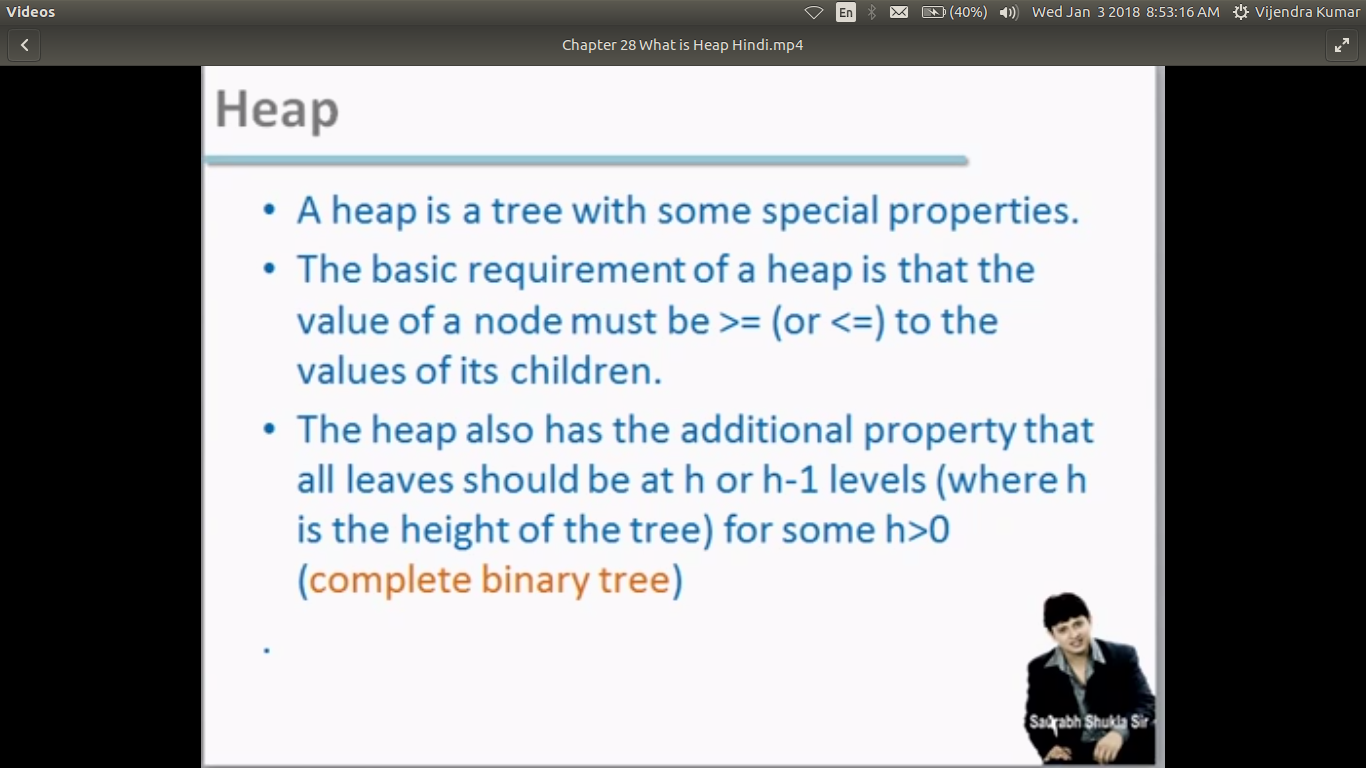 Videos
En
(40%)
Wed Jan 3 2018 8:53:16 AM
Vijendra Kumar
Chapter 28 What is Heap Hindi.mp4
Heap
• A heap is a tree with some special properties.
• The basic requirement of a heap is that the
value of a node must be >= (or <=) to the
values of its children.
• The heap also has the additional property that
all leaves should be at h or h-1 levels (where h
is the height of the tree) for some h>0
(complete binary tree)
Saurabh Shukla Sir